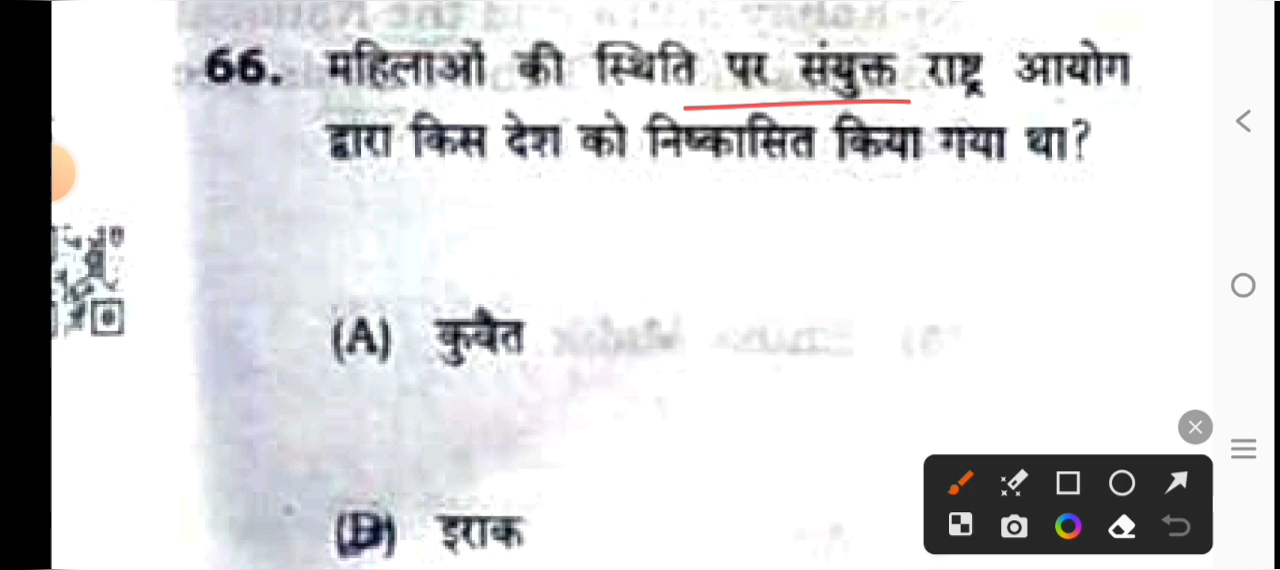 66. महिलाओं की स्थिति पर संयुक्त राष्ट्र आयोग
द्वारा किस देश को निष्कासित किया गया था?
(A) कुवैत
(D) इराक